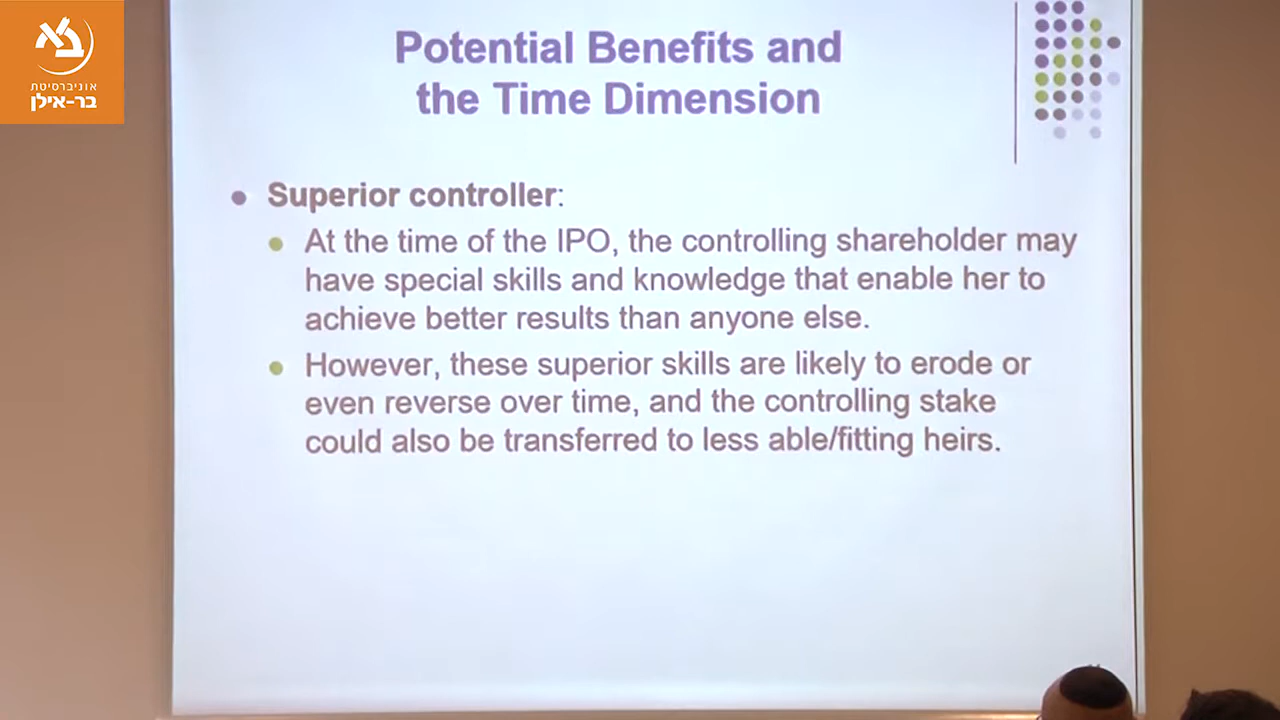 אוניברסיטת
בר-אילן
Potential Benefits and
the Time Dimension
Superior controller:
At the time of the IPO, the controlling shareholder may
have special skills and knowledge that enable her to
achieve better results than anyone else.
However, these superior skills are likely to erode or
even reverse over time, and the controlling stake
could also be transferred to less able/fitting heirs.